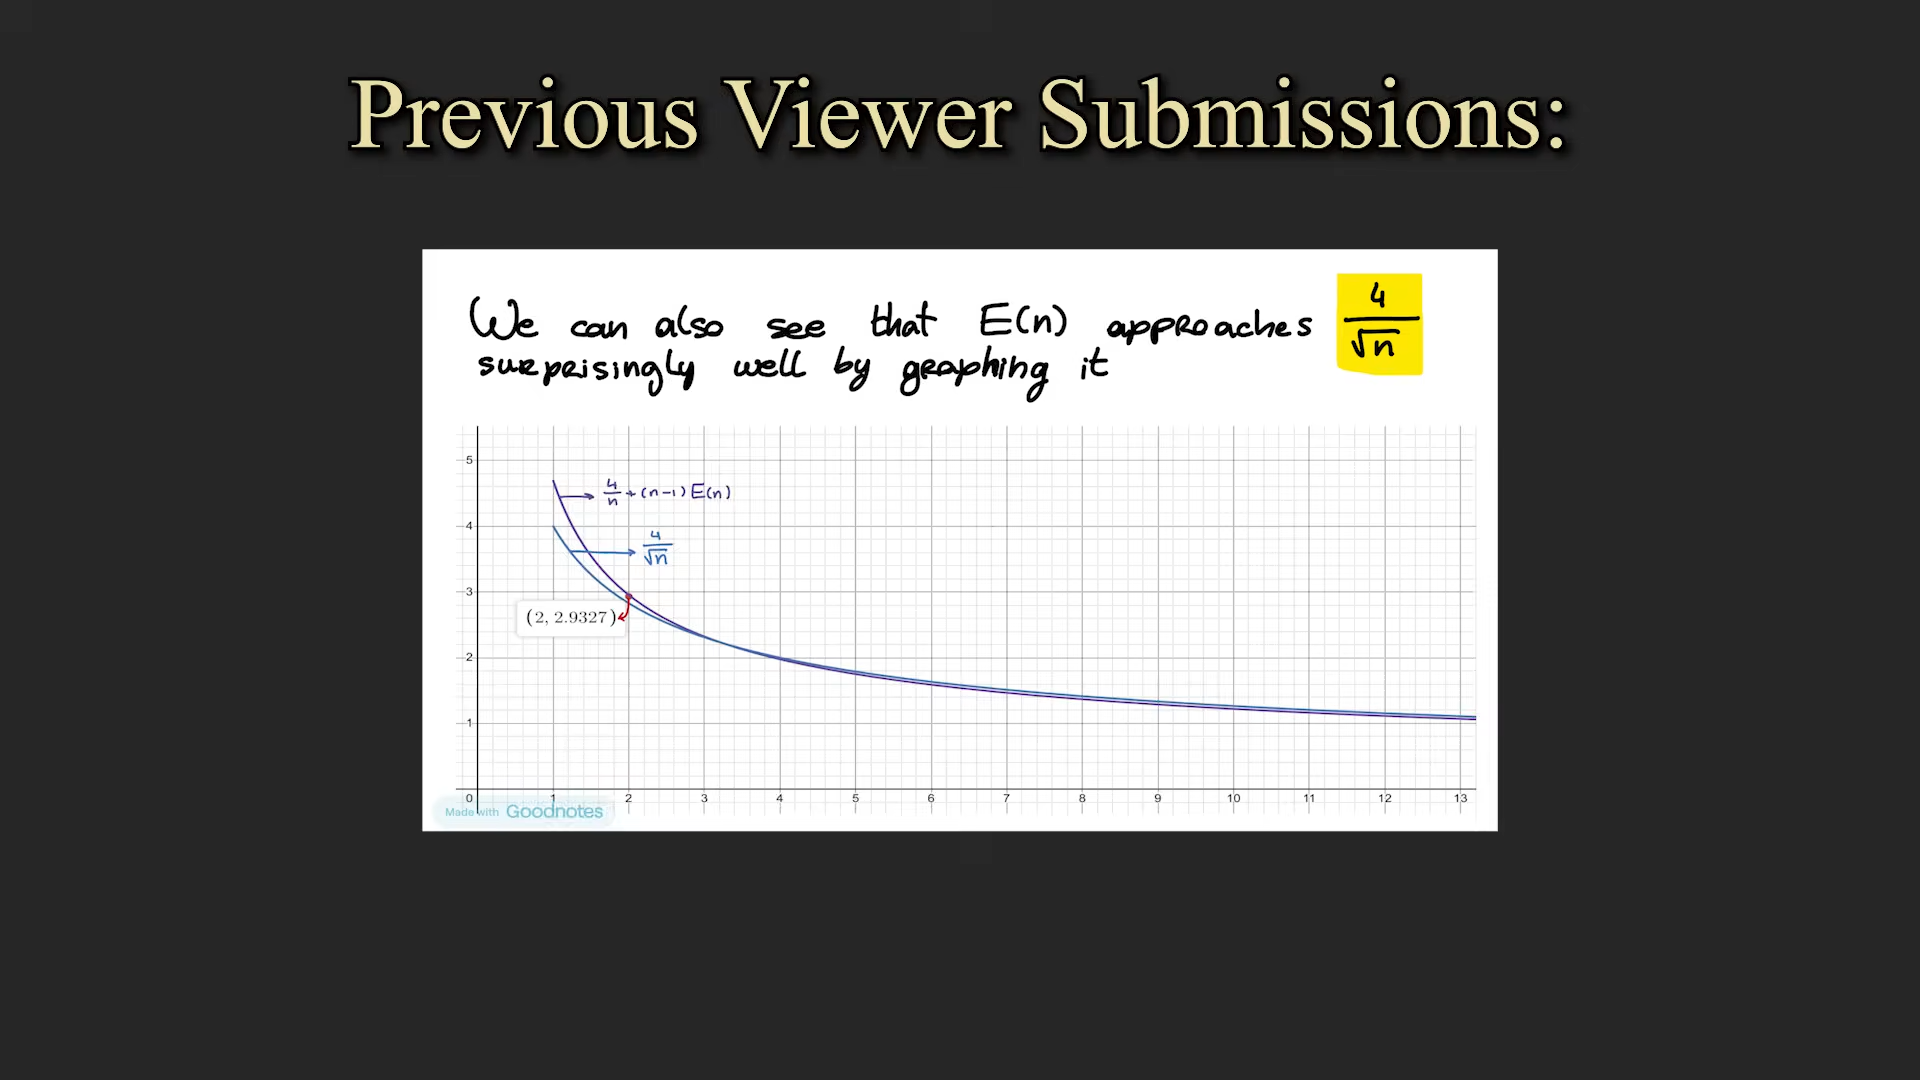 Previous Viewer Submissions:
We can also see that E(n) approaches 4/√n
surprisingly well by graphing it
5
4/n + (n-1) E(n)
4
4/√n
3
(2, 2.9327)
2
1
0 1 2 3 4 5 6 7 8 9 10 11 12 13
Made with Goodnotes